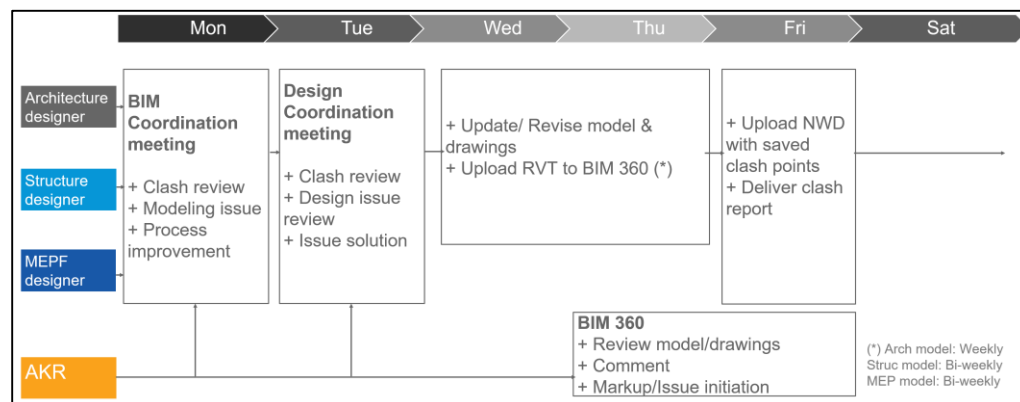 Mon
Tue
Wed
Thu
Fri
Sat
Architecture
designer
Structure
designer
MEPF
designer
AKR
BIM
Coordination
meeting
+ Clash review
+ Modeling issue
+ Process
improvement
Design
Coordination
meeting
+ Clash review
+ Design issue
review
+ Issue solution
+ Update/ Revise model &
drawings
+ Upload RVT to BIM 360 (*)
+ Upload NWD
with saved
clash points
+ Deliver clash
report
BIM 360
+ Review model/drawings
+ Comment
+ Markup/Issue initiation
(*) Arch model: Weekly
Struc model: Bi-weekly
MEP model: Bi-weekly